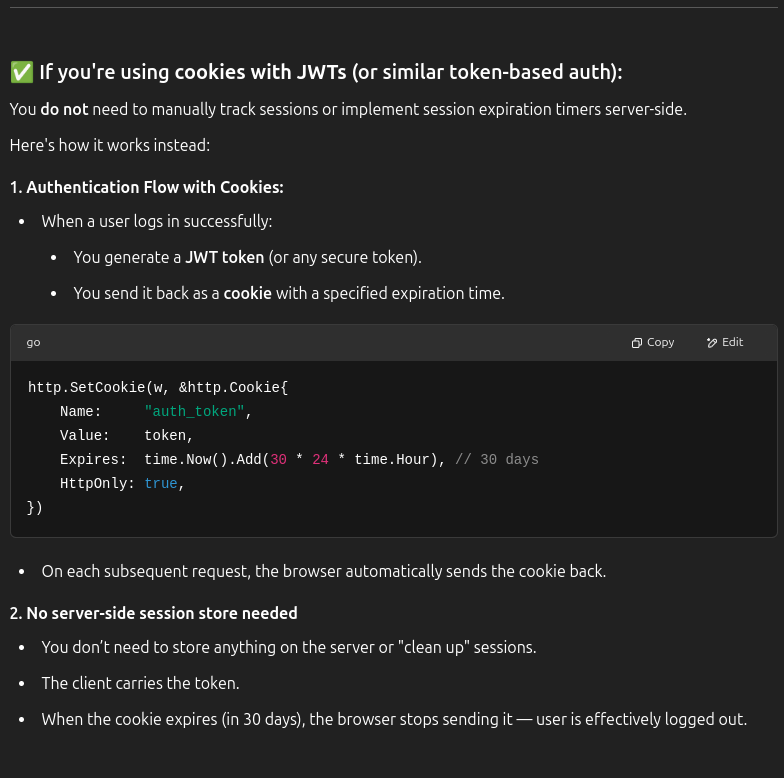 ✅ If you're using cookies with JWTs (or similar token-based auth):
You do not need to manually track sessions or implement session expiration timers server-side.
Here's how it works instead:
1. Authentication Flow with Cookies:
• When a user logs in successfully:
• You generate a JWT token (or any secure token).
• You send it back as a cookie with a specified expiration time.
go Copy Edit
http.SetCookie(w, &http.Cookie{
    Name:     "auth_token",
    Value:    token,
    Expires:  time.Now().Add(30 * 24 * time.Hour), // 30 days
    HttpOnly: true,
})
• On each subsequent request, the browser automatically sends the cookie back.
2. No server-side session store needed
• You don’t need to store anything on the server or "clean up" sessions.
• The client carries the token.
• When the cookie expires (in 30 days), the browser stops sending it — user is effectively logged out.